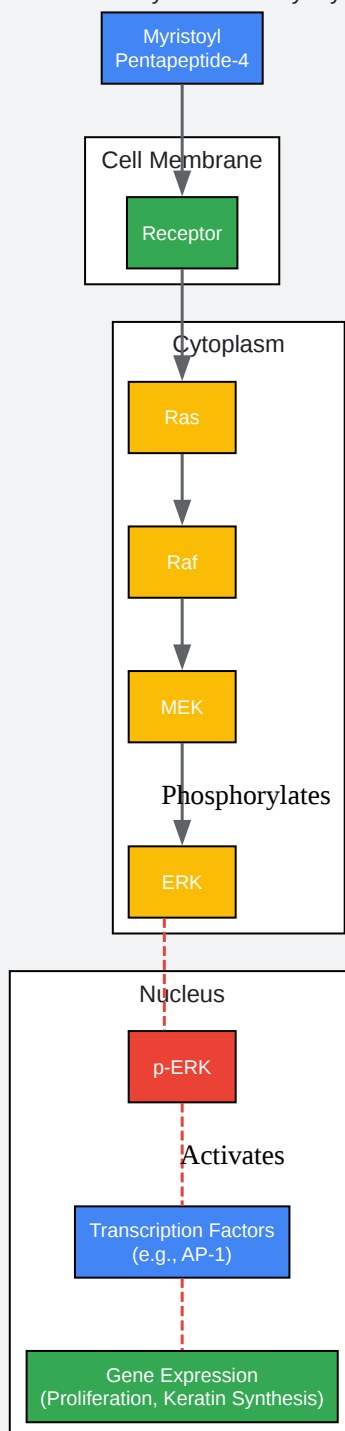 Myristoyl
Pentapeptide-4
Cell Membrane
Receptor
Cytoplasm
Ras
Raf
MEK
Phosphorylates
ERK
Nucleus
p-ERK
Activates
Transcription Factors
(e.g., AP-1)
Gene Expression
(Proliferation, Keratin Synthesis)